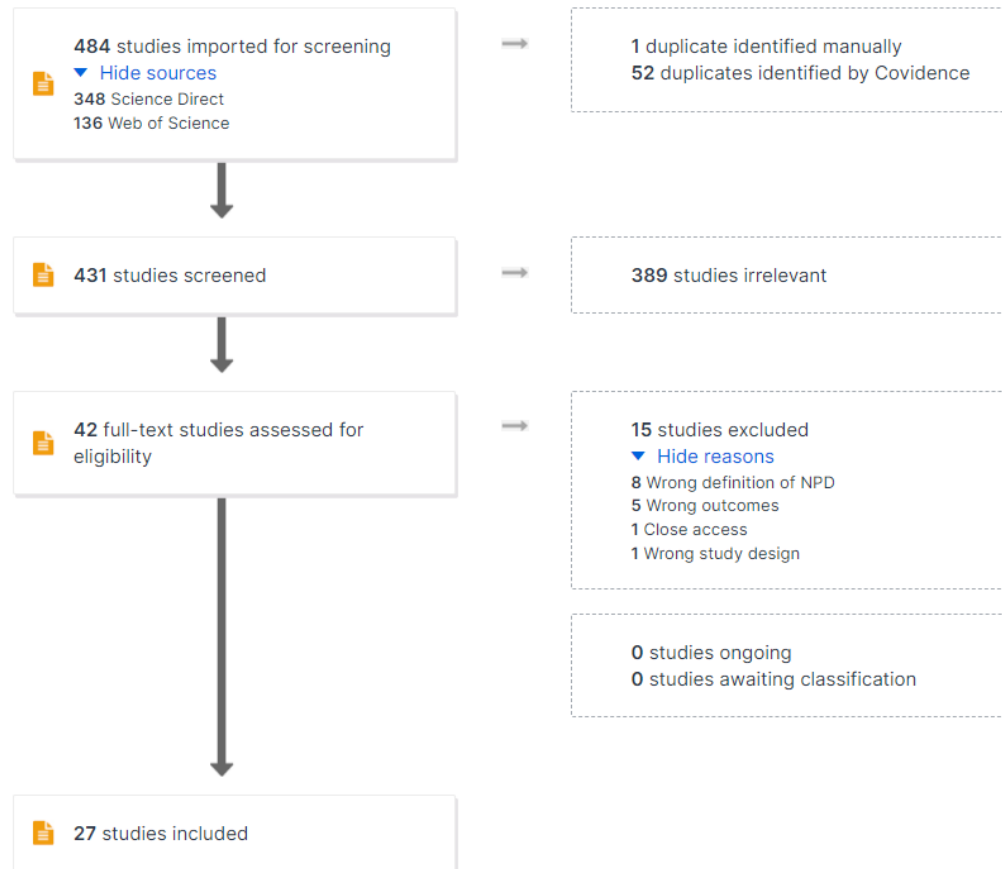 484 studies imported for screening
▼ Hide sources
348 Science Direct
136 Web of Science
1 duplicate identified manually
52 duplicates identified by Covidence
431 studies screened
389 studies irrelevant
42 full-text studies assessed for
eligibility
15 studies excluded
▼ Hide reasons
8 Wrong definition of NPD
5 Wrong outcomes
1 Close access
1 Wrong study design
0 studies ongoing
0 studies awaiting classification
27 studies included